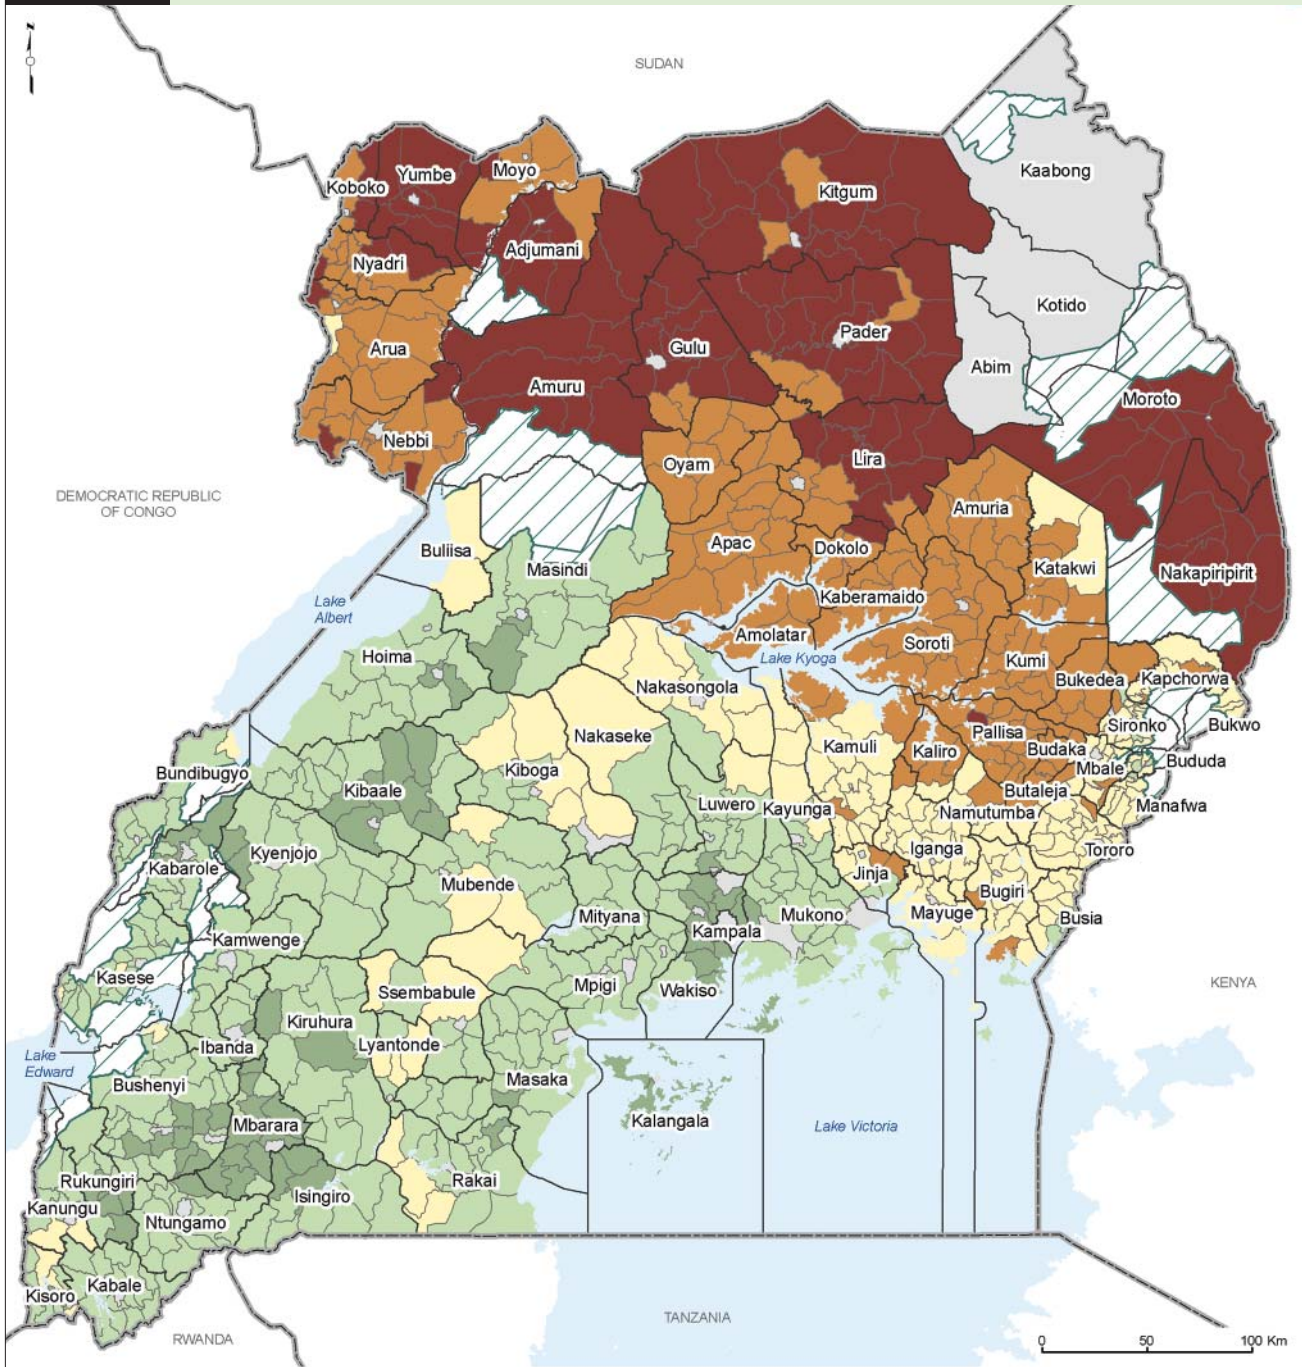 N
SUDAN
Kaabong
Yumbe
Moyo
Koboko
Kitgum
Adjumani
Nyadri
Kotido
Pader
Gulu
Arua
Abim
Amuru
Moroto
Nebbi
Lira
Oyam
DEMOCRATIC REPUBLIC
OF CONGO
Amuria
Apac
Dokolo
Buliisa
Masindi
Katakwi
Nakapiripirit
Kaberamaido
Lake
Albert
Amolatar
Soroti
Lake Kyoga
Kumi
Hoima
Bukedea
Kapchorwa
Nakasongola
Sironko
Bukwo
Pallisa
Nakaseke
Kamuli
Kaliro
Budaka
Bududa
Mbale
Bundibugyo
Kiboga
Kibaale
Butaleja
Luwero
Kayunga
Manafwa
Namutumba
Kyenjojo
Iganga
Tororo
Kabarole
Jinja
Mubende
Bugiri
Mityana
Mukono
Mayuge
Busia
Kampala
Kamwenge
Kasese
Mpigi
Wakiso
KENYA
Ssembabule
Kiruhura
Ibanda
Lyantonde
Lake
Edward
Bushenyi
Masaka
Mbarara
Kalangala
Lake Victoria
Rukungiri
Rakai
Isingiro
Kanungu
Ntungamo
Kabale
Kisoro
TANZANIA
RWANDA
0 50 100 Km